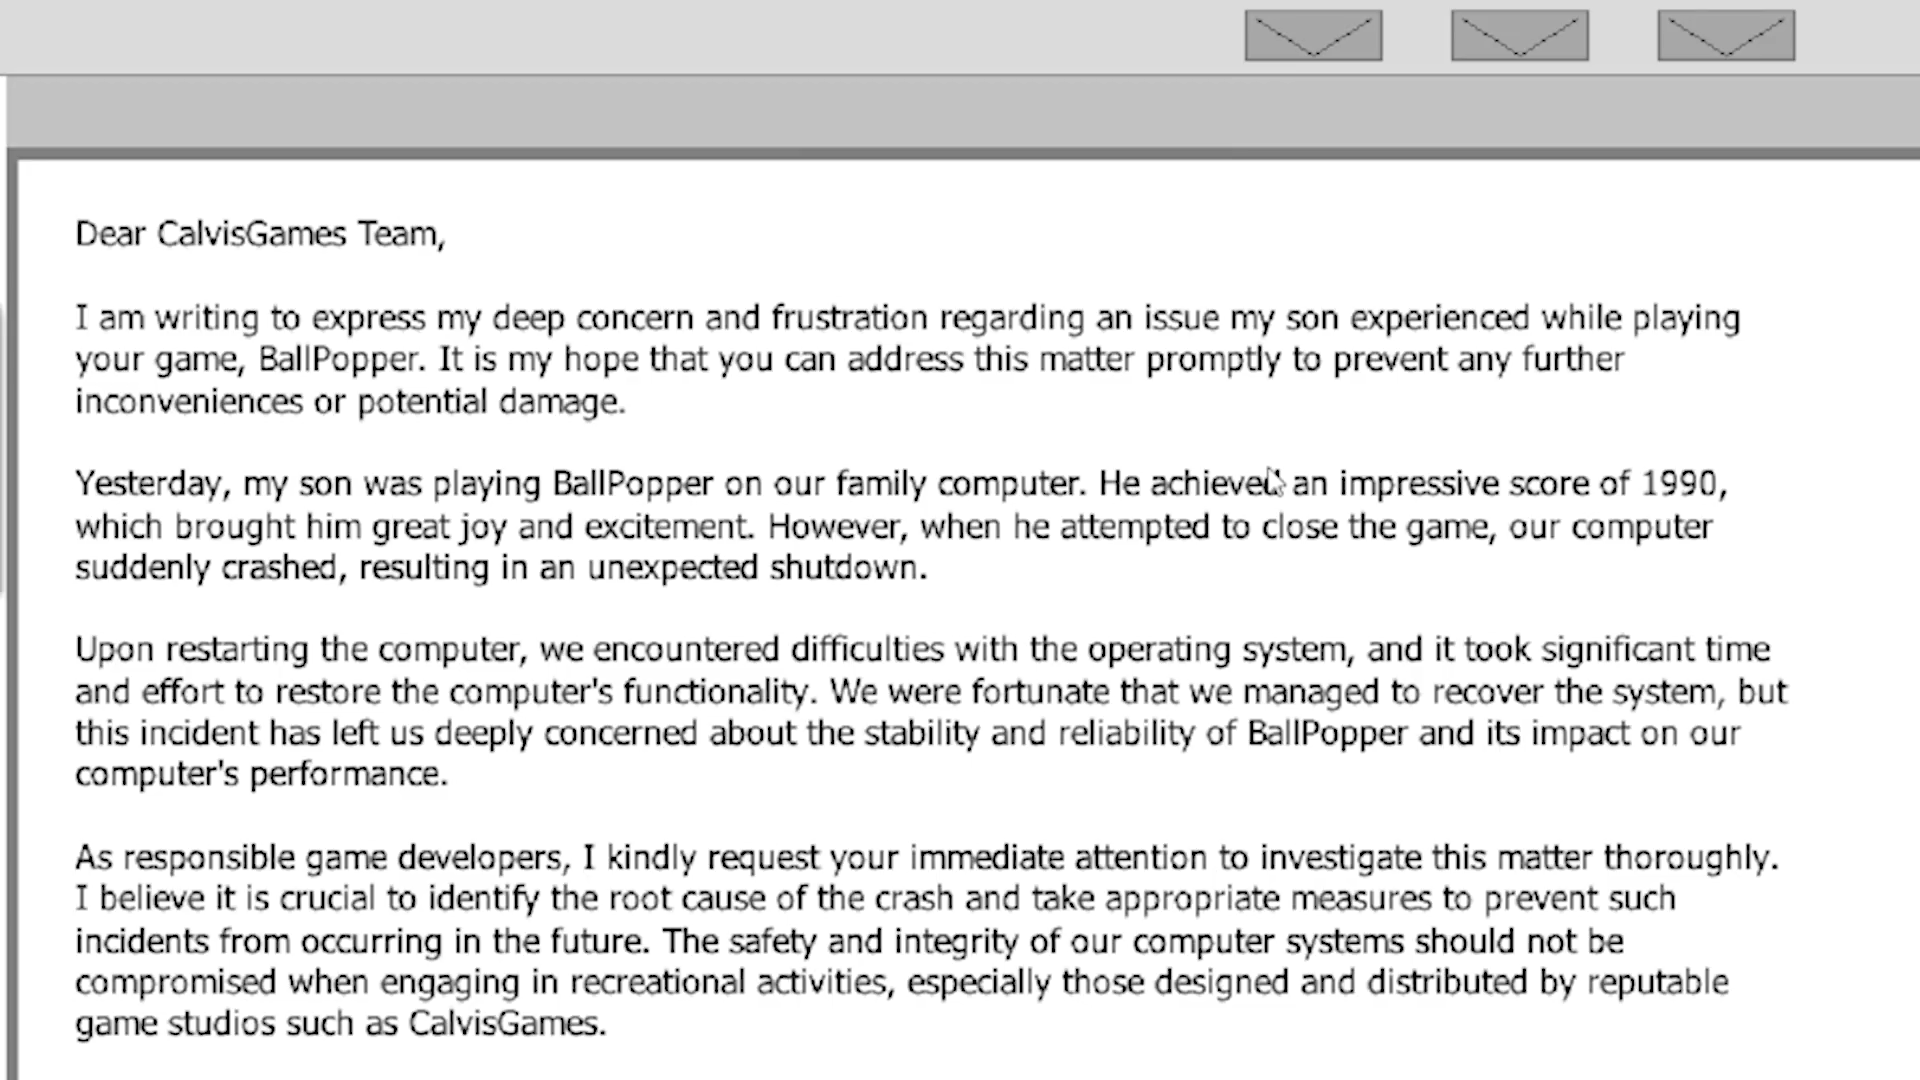 Dear CalvisGames Team,
I am writing to express my deep concern and frustration regarding an issue my son experienced while playing
your game, BallPopper. It is my hope that you can address this matter promptly to prevent any further
inconveniences or potential damage.
Yesterday, my son was playing BallPopper on our family computer. He achieved an impressive score of 1990,
which brought him great joy and excitement. However, when he attempted to close the game, our computer
suddenly crashed, resulting in an unexpected shutdown.
Upon restarting the computer, we encountered difficulties with the operating system, and it took significant time
and effort to restore the computer's functionality. We were fortunate that we managed to recover the system, but
this incident has left us deeply concerned about the stability and reliability of BallPopper and its impact on our
computer's performance.
As responsible game developers, I kindly request your immediate attention to investigate this matter thoroughly.
I believe it is crucial to identify the root cause of the crash and take appropriate measures to prevent such
incidents from occurring in the future. The safety and integrity of our computer systems should not be
compromised when engaging in recreational activities, especially those designed and distributed by reputable
game studios such as CalvisGames.